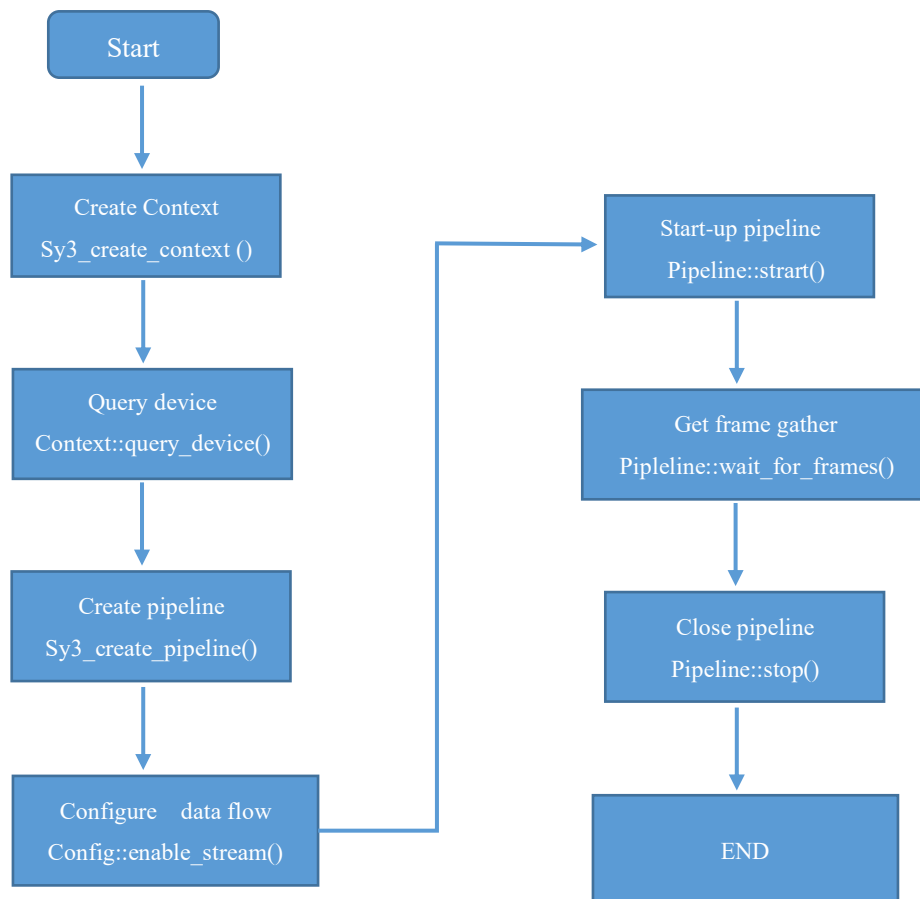 Start
Create Context
Sy3_create_context ()
Query device
Context::query_device()
Create pipeline
Sy3_create_pipeline()
Configure data flow
Config::enable_stream()
Start-up pipeline
Pipeline::strart()
Get frame gather
Pipleline::wait_for_frames()
Close pipeline
Pipeline::stop()
END